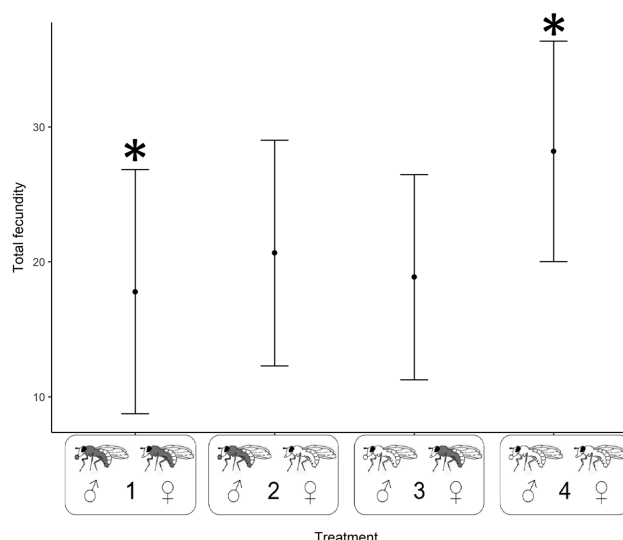 *
*
30
20
10
Total fecundity
♂ 1 ♀
♂ 2 ♀
♂ 3 ♀
♂ 4 ♀
Treatment